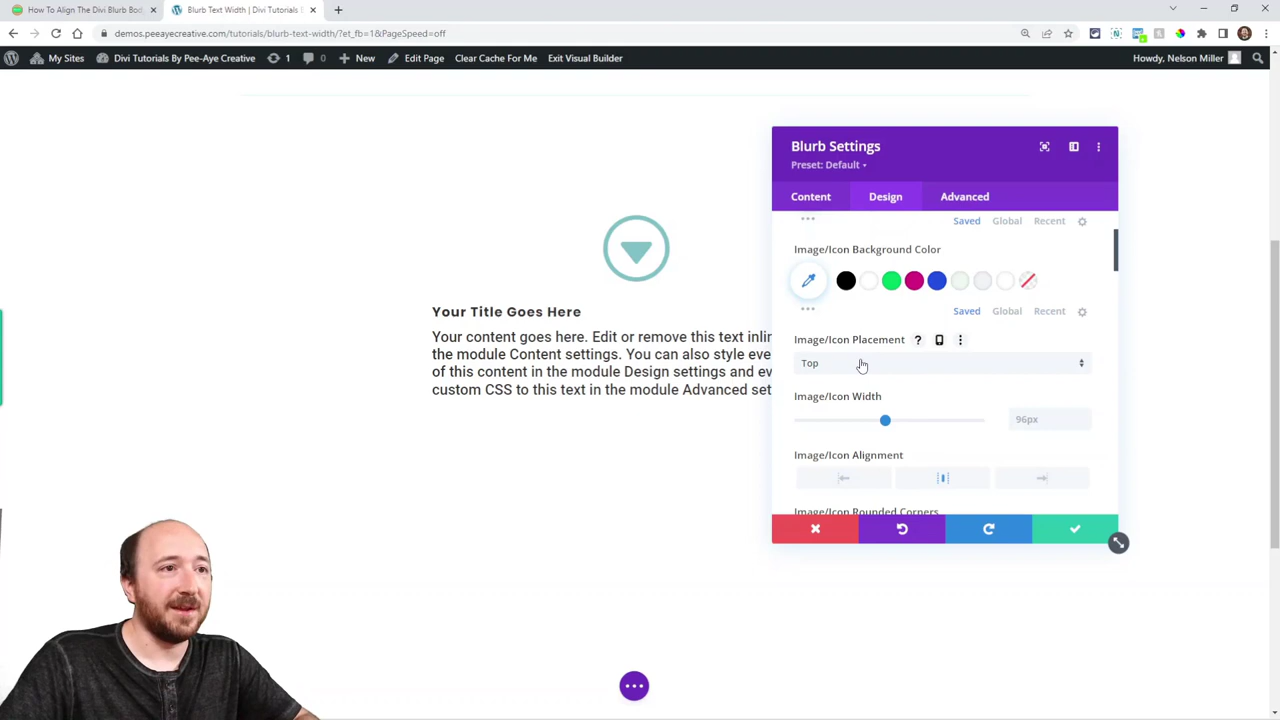 How To Align The Divi Blurb Bod
Blurb Text Width | Divi Tutorials B
demos.peeayecreative.com/tutorials/blurb-text-width/?et_fb=1&PageSpeed=off
My Sites
Divi Tutorials By Pee-Aye Creative
1
New
Edit Page
Clear Cache For Me
Exit Visual Builder
Howdy, Nelson Miller
Blurb Settings
Preset: Default
Content
Design
Advanced
Saved
Global
Recent
Image/Icon Background Color
Saved
Global
Recent
Your Title Goes Here
Your content goes here. Edit or remove this text inlin
the module Content settings. You can also style eve
of this content in the module Design settings and ev
custom CSS to this text in the module Advanced set
Image/Icon Placement
?
Top
Image/Icon Width
96px
Image/Icon Alignment
Image/Icon Rounded Corners